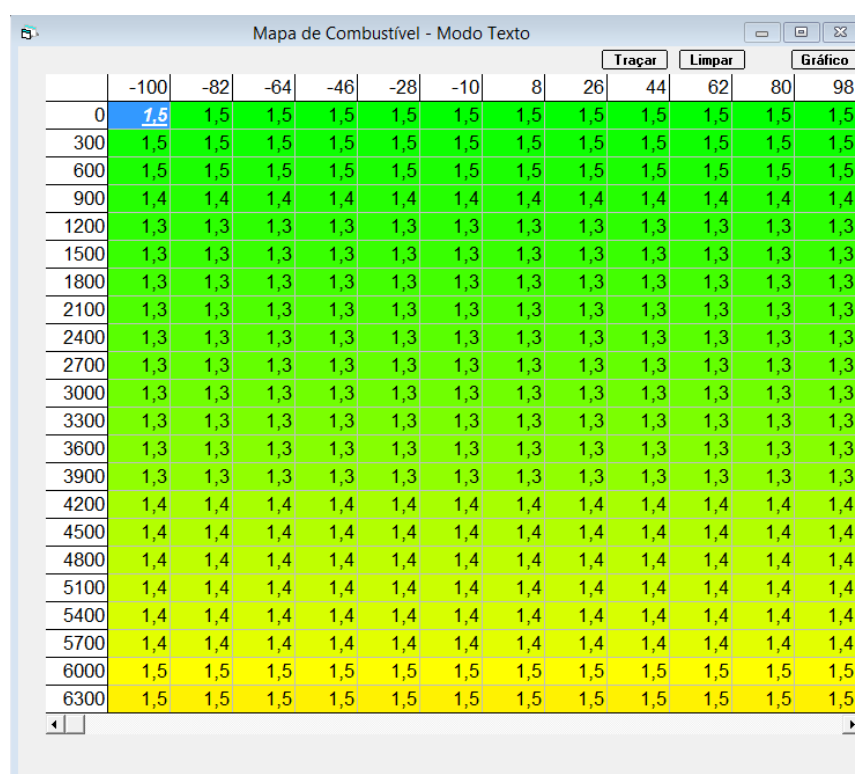 Mapa de Combustível - Modo Texto
Traçar Limpar Gráfico
-100 -82 -64 -46 -28 -10 8 26 44 62 80 98
0 1,5 1,5 1,5 1,5 1,5 1,5 1,5 1,5 1,5 1,5 1,5 1,5
300 1,5 1,5 1,5 1,5 1,5 1,5 1,5 1,5 1,5 1,5 1,5 1,5
600 1,5 1,5 1,5 1,5 1,5 1,5 1,5 1,5 1,5 1,5 1,5 1,5
900 1,4 1,4 1,4 1,4 1,4 1,4 1,4 1,4 1,4 1,4 1,4 1,4
1200 1,3 1,3 1,3 1,3 1,3 1,3 1,3 1,3 1,3 1,3 1,3 1,3
1500 1,3 1,3 1,3 1,3 1,3 1,3 1,3 1,3 1,3 1,3 1,3 1,3
1800 1,3 1,3 1,3 1,3 1,3 1,3 1,3 1,3 1,3 1,3 1,3 1,3
2100 1,3 1,3 1,3 1,3 1,3 1,3 1,3 1,3 1,3 1,3 1,3 1,3
2400 1,3 1,3 1,3 1,3 1,3 1,3 1,3 1,3 1,3 1,3 1,3 1,3
2700 1,3 1,3 1,3 1,3 1,3 1,3 1,3 1,3 1,3 1,3 1,3 1,3
3000 1,3 1,3 1,3 1,3 1,3 1,3 1,3 1,3 1,3 1,3 1,3 1,3
3300 1,3 1,3 1,3 1,3 1,3 1,3 1,3 1,3 1,3 1,3 1,3 1,3
3600 1,3 1,3 1,3 1,3 1,3 1,3 1,3 1,3 1,3 1,3 1,3 1,3
3900 1,3 1,3 1,3 1,3 1,3 1,3 1,3 1,3 1,3 1,3 1,3 1,3
4200 1,4 1,4 1,4 1,4 1,4 1,4 1,4 1,4 1,4 1,4 1,4 1,4
4500 1,4 1,4 1,4 1,4 1,4 1,4 1,4 1,4 1,4 1,4 1,4 1,4
4800 1,4 1,4 1,4 1,4 1,4 1,4 1,4 1,4 1,4 1,4 1,4 1,4
5100 1,4 1,4 1,4 1,4 1,4 1,4 1,4 1,4 1,4 1,4 1,4 1,4
5400 1,4 1,4 1,4 1,4 1,4 1,4 1,4 1,4 1,4 1,4 1,4 1,4
5700 1,4 1,4 1,4 1,4 1,4 1,4 1,4 1,4 1,4 1,4 1,4 1,4
6000 1,5 1,5 1,5 1,5 1,5 1,5 1,5 1,5 1,5 1,5 1,5 1,5
6300 1,5 1,5 1,5 1,5 1,5 1,5 1,5 1,5 1,5 1,5 1,5 1,5